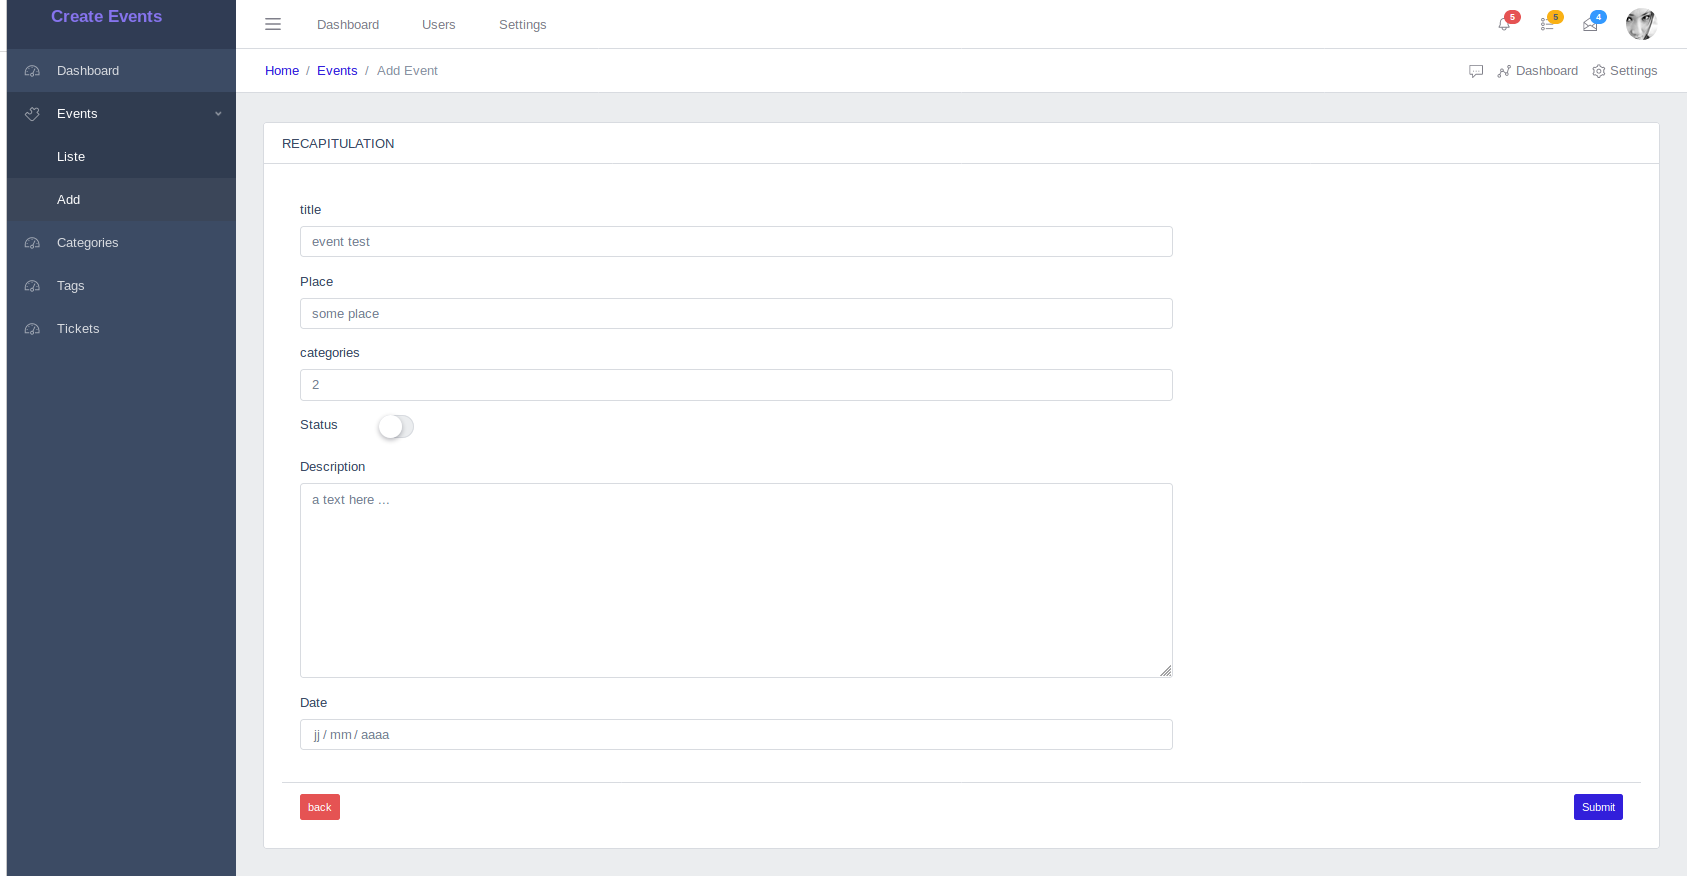 Create Events
Dashboard
Users
Settings
5
5
4
Home / Events / Add Event
Dashboard
Settings
Dashboard
Events
Liste
Add
Categories
Tags
Tickets
RECAPITULATION
title
event test
Place
some place
categories
2
Status
Description
a text here ...
Date
jj / mm / aaaa
back
Submit